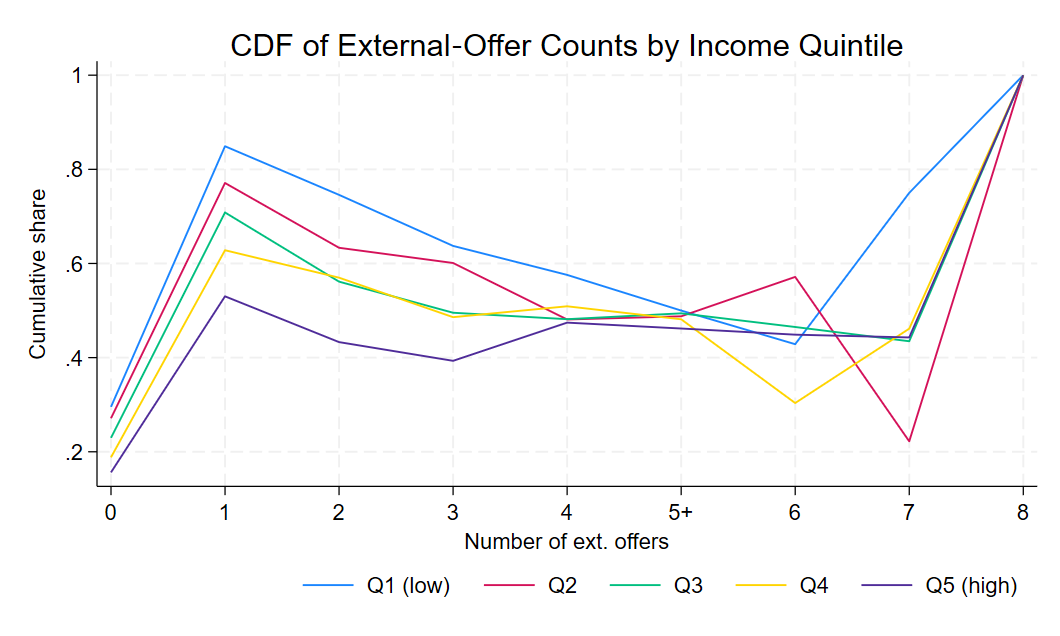 CDF of External-Offer Counts by Income Quintile
Cumulative share
1
.8
.6
.4
.2
0 1 2 3 4 5+ 6 7 8
Number of ext. offers
Q1 (low) Q2 Q3 Q4 Q5 (high)